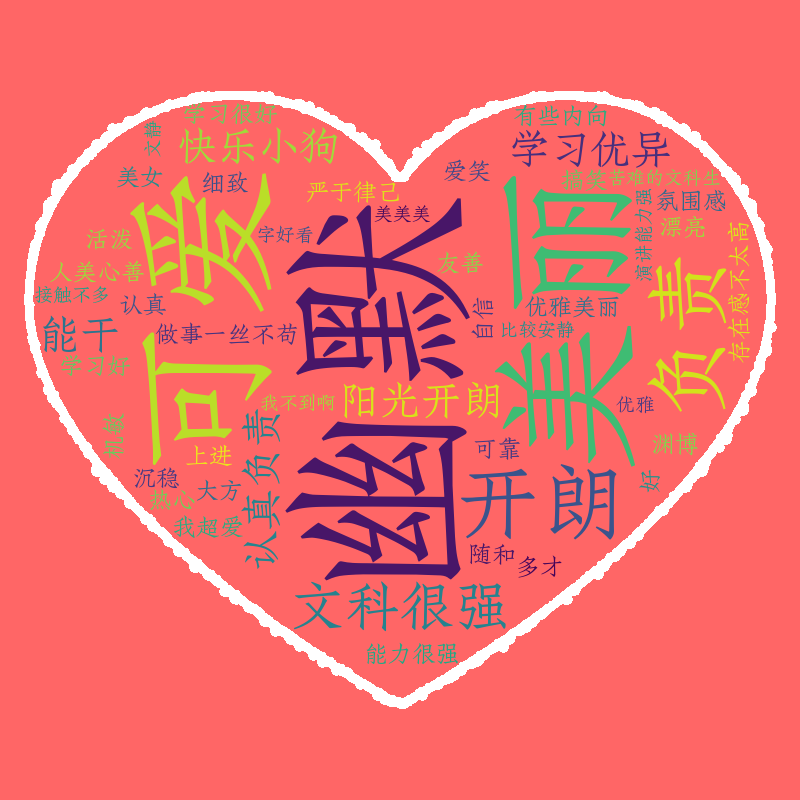 学习很好
有些内向
文静
快乐小狗
学习优异
美女
细致
爱笑
搞笑
苦难的文科生
严于律己
氛围感
可爱
美美美
幽默
美丽
演讲能力强
活泼
字好看
漂亮
存在感不太高
人美心善
友善
负责
接触不多
认真
自信
优雅美丽
能干
做事一丝不苟
比较安静
学习好
阳光开朗
我不到啊
优雅
机敏
上进
认真负责
可靠
渊博
沉稳
大方
开朗
好
热心
我超爱
随和
多才
文科很强
能力很强